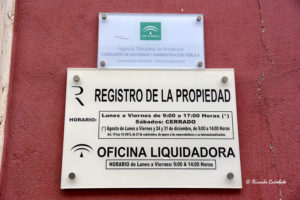 Agencia Tributaria de Andalucía
CONSEJERÍA DE HACIENDA Y ADMINISTRACIÓN PÚBLICA
R
REGISTRO DE LA PROPIEDAD
HORARIO:
Lunes a Viernes de 9:00 a 17:00 Horas (*)
Sábados: CERRADO
(*) Agosto de Lunes a Viernes y 24 y 31 de diciembre, de 9:00 a 14:00 Horas
OFICINA LIQUIDADORA
HORARIO de Lunes a Viernes: 9:00 A 14:00 Horas